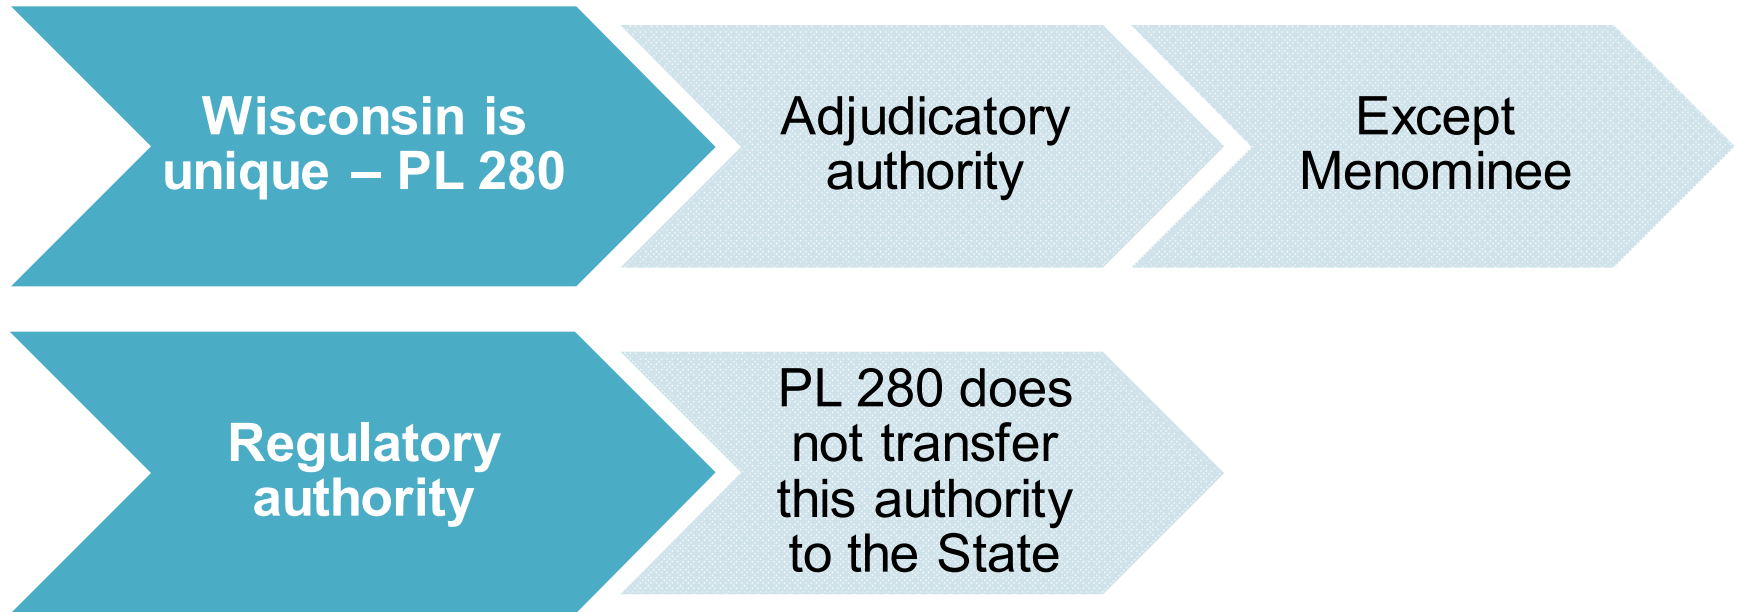 Wisconsin is
unique – PL 280
Adjudicatory
authority
Except
Menominee
Regulatory
authority
PL 280 does
not transfer
this authority
to the State